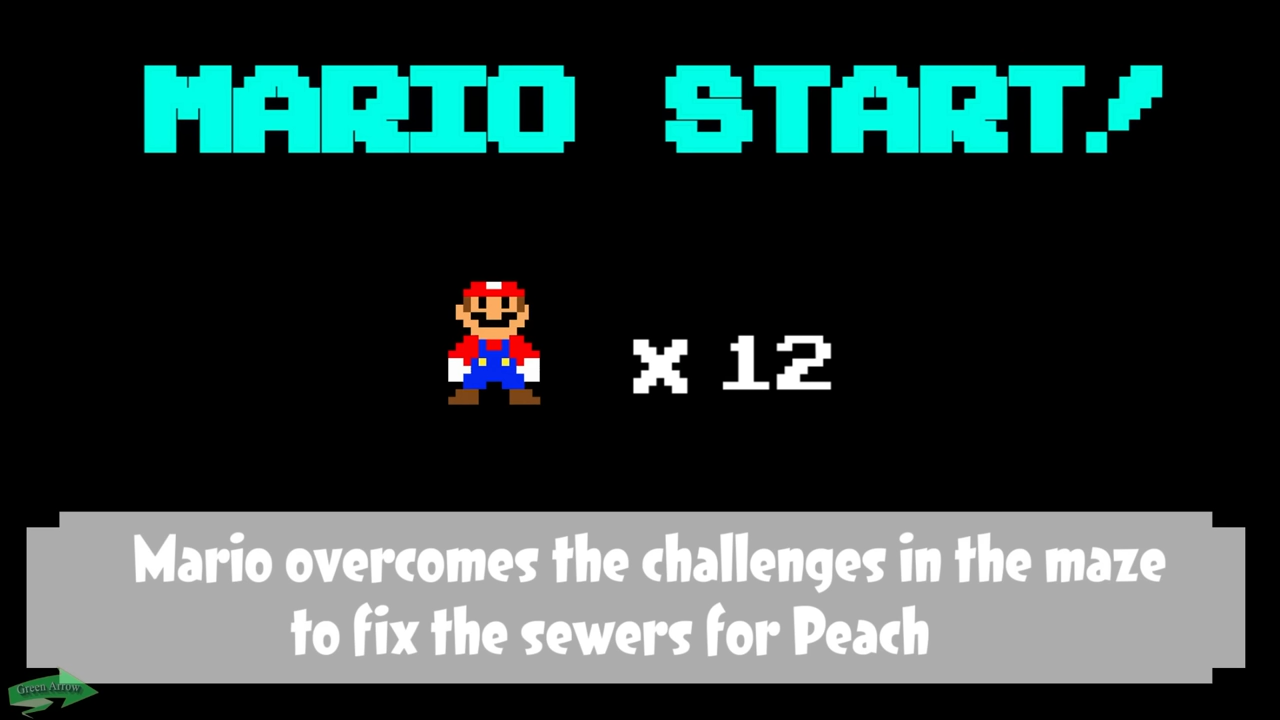 MARIO START!
x 12
Mario overcomes the challenges in the maze
to fix the sewers for Peach
Green Arrow